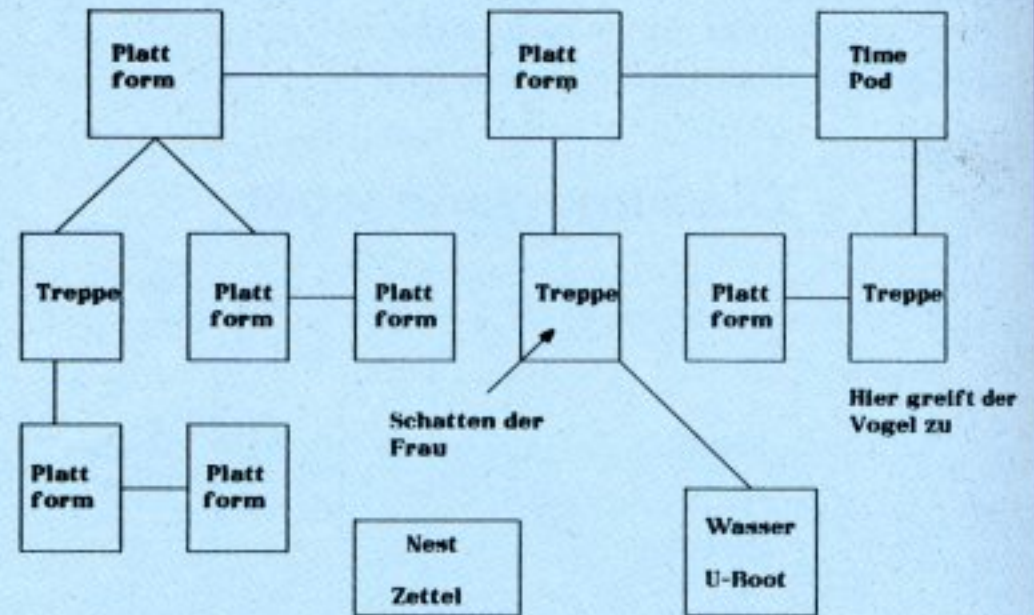 Platt
form
Platt
form
Time
Pod
Treppe
Platt
form
Platt
form
Treppe
Platt
form
Treppe
Schatten der
Frau
Hier greift der
Vogel zu
Platt
form
Platt
form
Nest
Zettel
Wasser
U-Boot